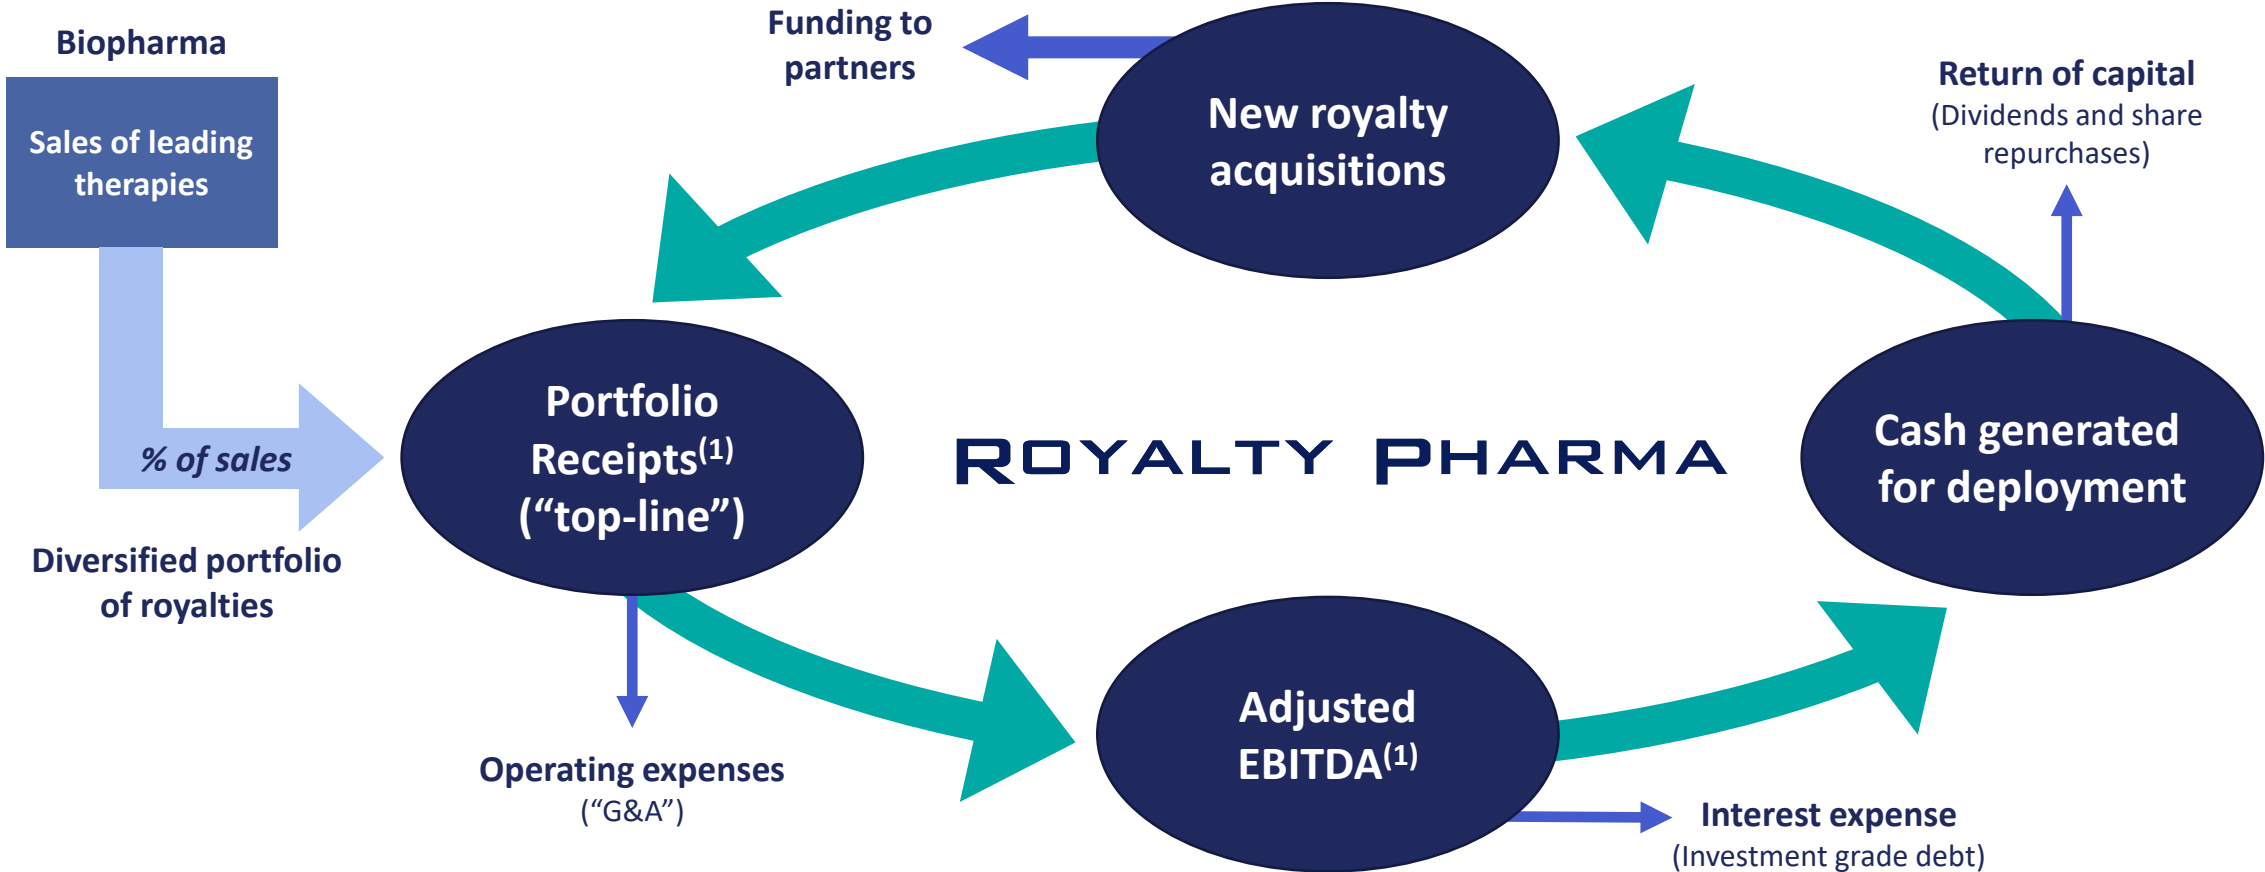 Biopharma
Sales of leading
therapies
% of sales
Diversified portfolio
of royalties
Funding to
partners
New royalty
acquisitions
Return of capital
(Dividends and share
repurchases)
Portfolio
Receipts(1)
(“top-line”)
ROYALTY PHARMA
Cash generated
for deployment
Operating expenses
(“G&A”)
Adjusted
EBITDA(1)
Interest expense
(Investment grade debt)